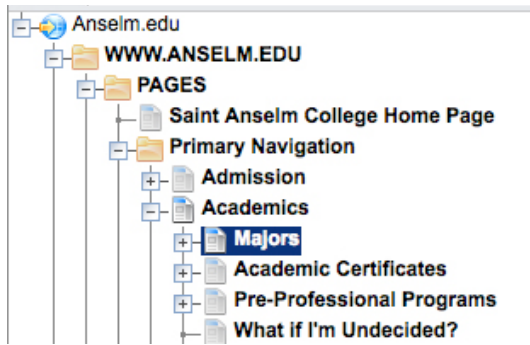 Anselm.edu
WWW.ANSELM.EDU
PAGES
Saint Anselm College Home Page
Primary Navigation
Admission
Academics
Majors
Academic Certificates
Pre-Professional Programs
What if I'm Undecided?